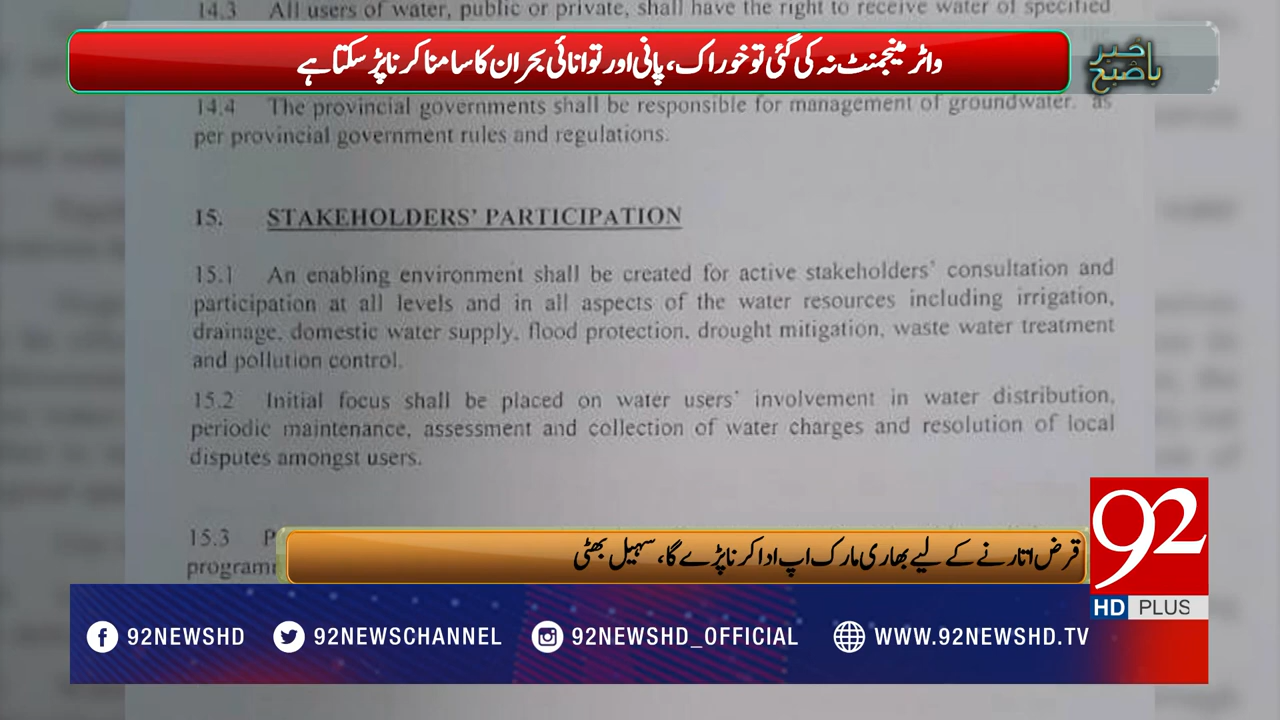 14.3 All users of water, public or private, shall have the right to receive water of specified
واٹر مینجمنٹ نہ کی گئی تو خوراک، پانی اور توانائی بحران کا سامنا کرنا پڑ سکتا ہے
خبر
باصبح
14.4 The provincial governments shall be responsible for management of groundwater. as
per provincial government rules and regulations.
15. STAKEHOLDERS' PARTICIPATION
15.1 An enabling environment shall be created for active stakeholders' consultation and
participation at all levels and in all aspects of the water resources including irrigation,
drainage, domestic water supply, flood protection, drought mitigation, waste water treatment
and pollution control.
15.2 Initial focus shall be placed on water users' involvement in water distribution,
periodic maintenance, assessment and collection of water charges and resolution of local
disputes amongst users.
15.3 P
programm
قرض اتارنے کے لیے بھاری مارک اپ ادا کرنا پڑے گا، سہیل بھٹی
92
HD PLUS
92NEWSHD 92NEWSCHANNEL 92NEWSHD_OFFICIAL WWW.92NEWSHD.TV